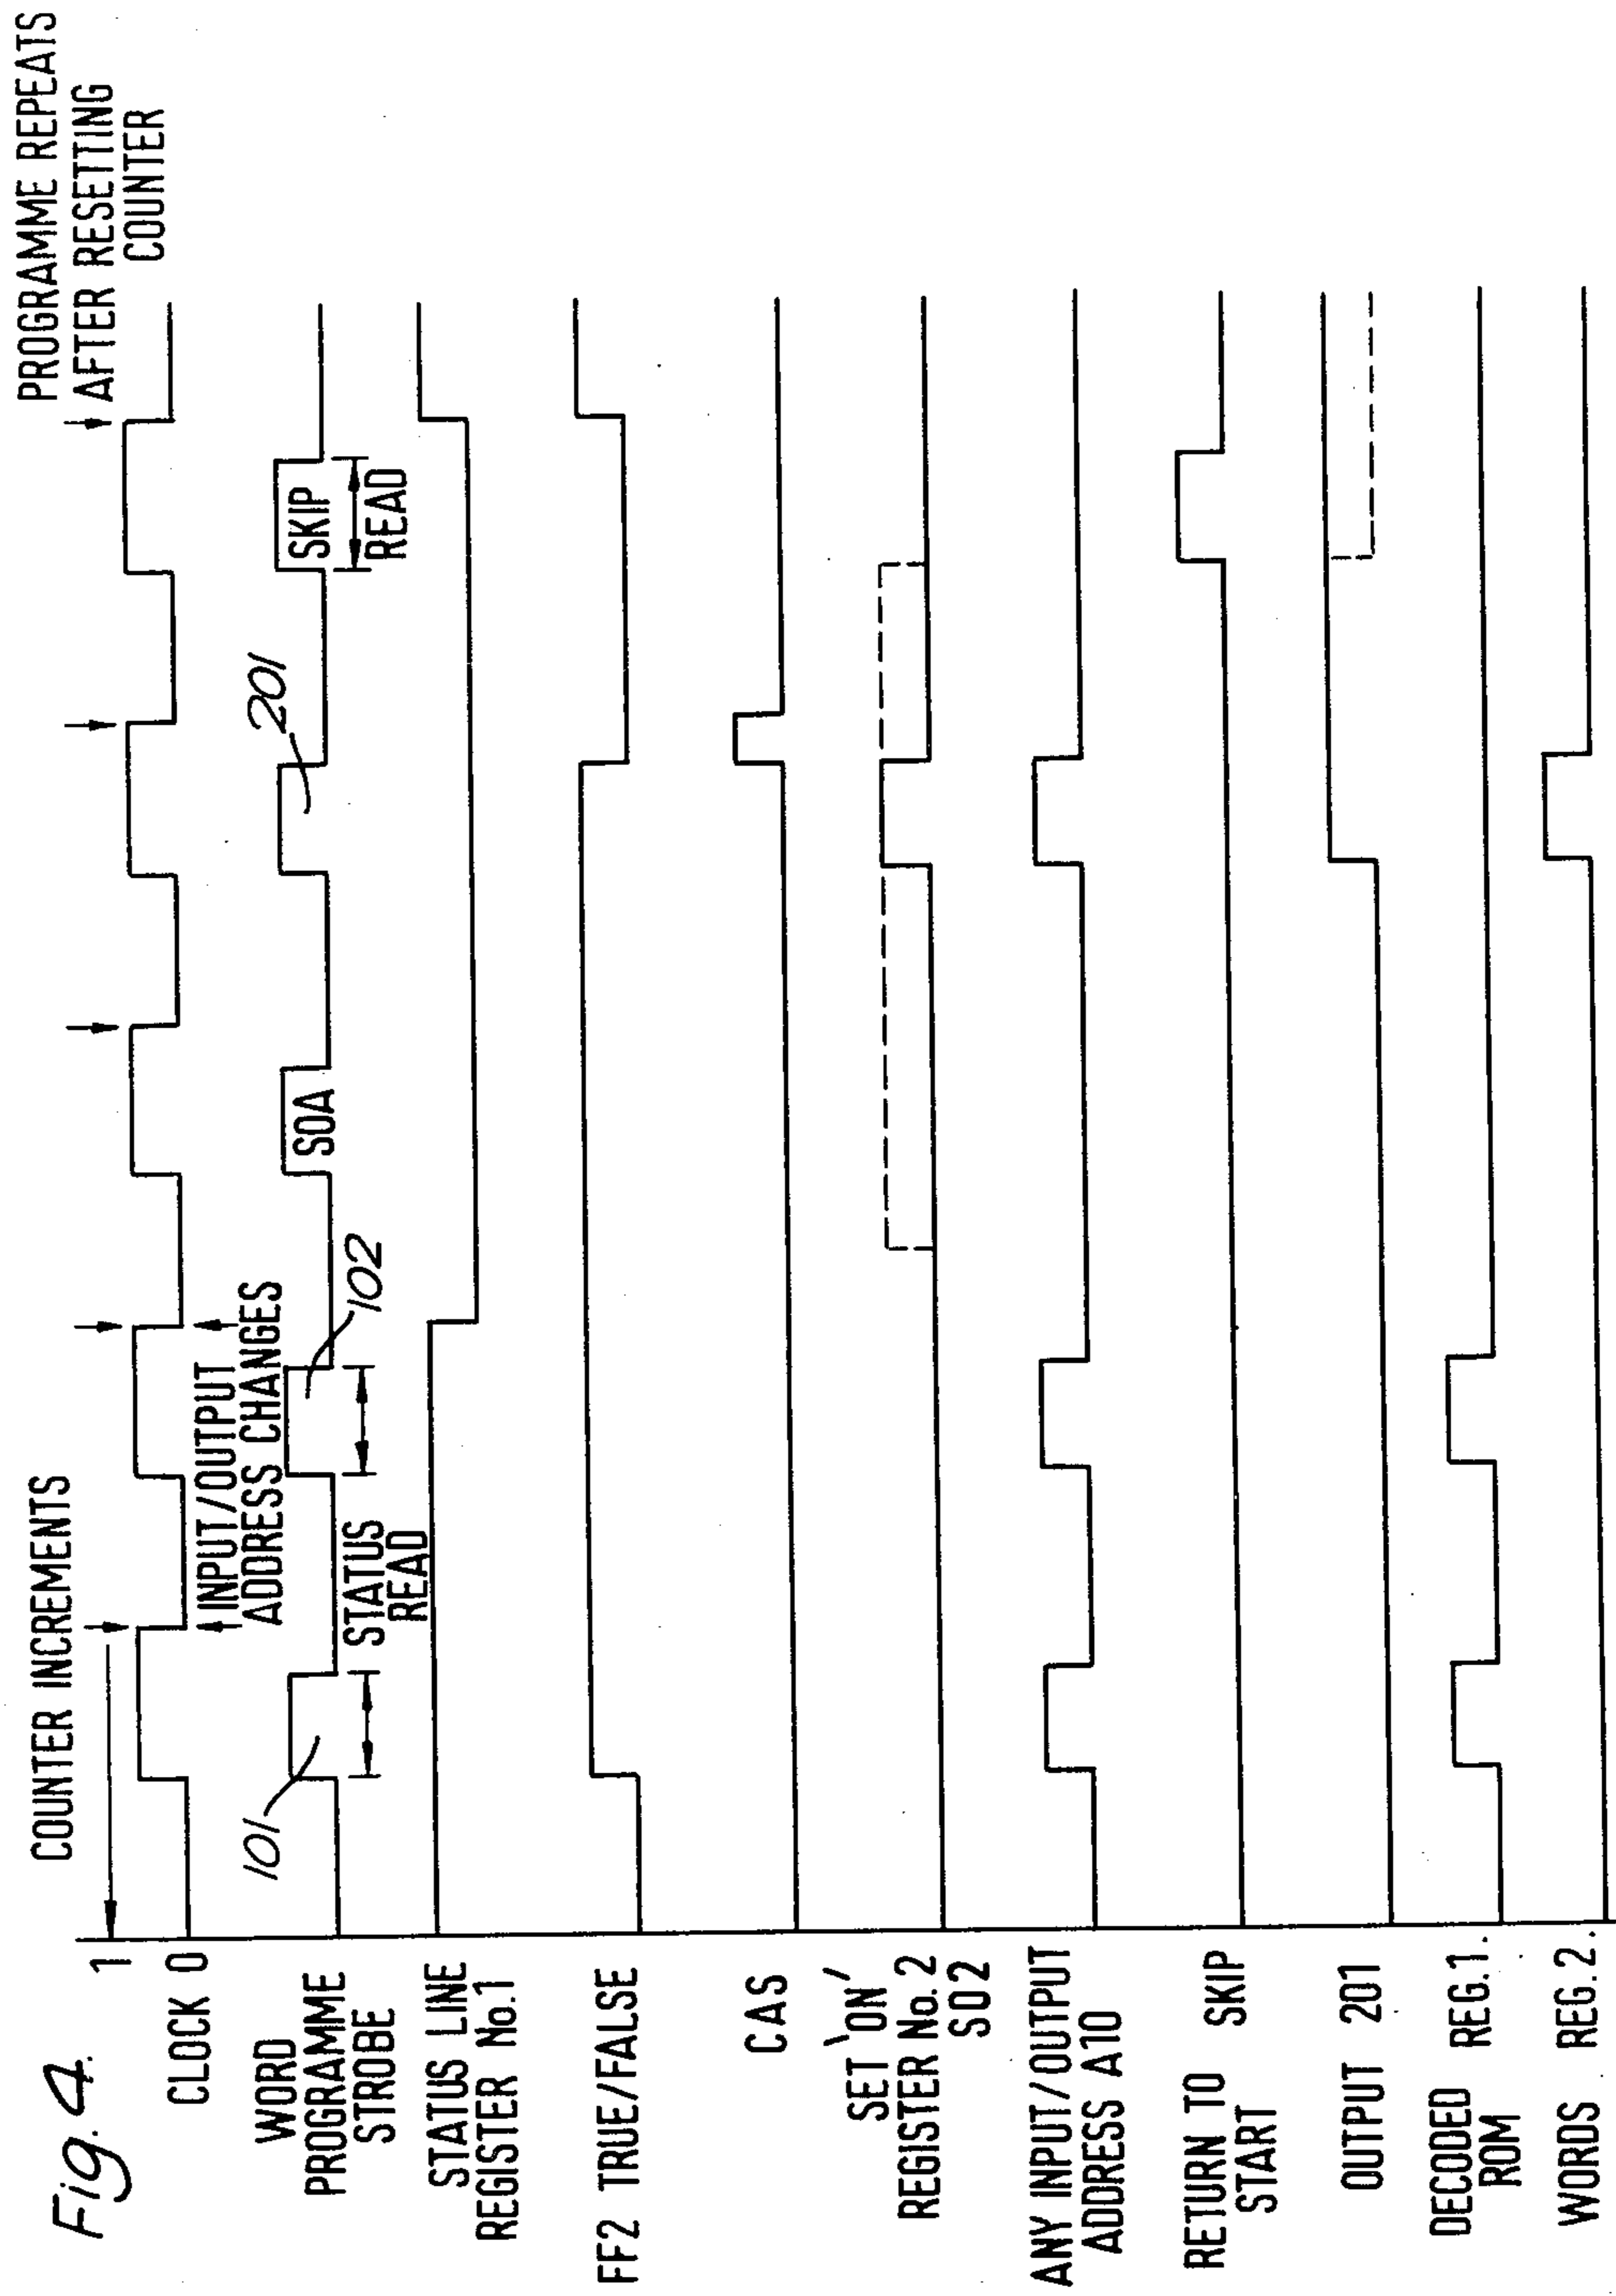 Fig. 4.
COUNTER INCREMENTS
PROGRAMME REPEATS
AFTER RESETTING
COUNTER
1
CLOCK 0
INPUT/OUTPUT
ADDRESS CHANGES
WORD
PROGRAMME
STROBE
101
102
SOA
201
SKIP
READ
STATUS
READ
STATUS LINE
REGISTER No.1
FF2 TRUE/FALSE
CAS
SET 'ON'
REGISTER No. 2
S02
ANY INPUT/OUTPUT
ADDRESS A10
RETURN TO SKIP
START
OUTPUT 201
DECODED REG.1.
ROM
WORDS REG. 2.